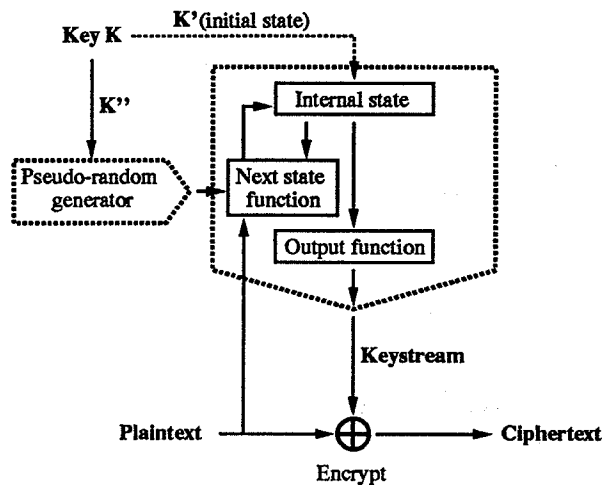 K’(initial state)
Key K
K’’
Internal state
Pseudo-random
generator
Next state
function
Output function
Keystream
Plaintext
Ciphertext
Encrypt